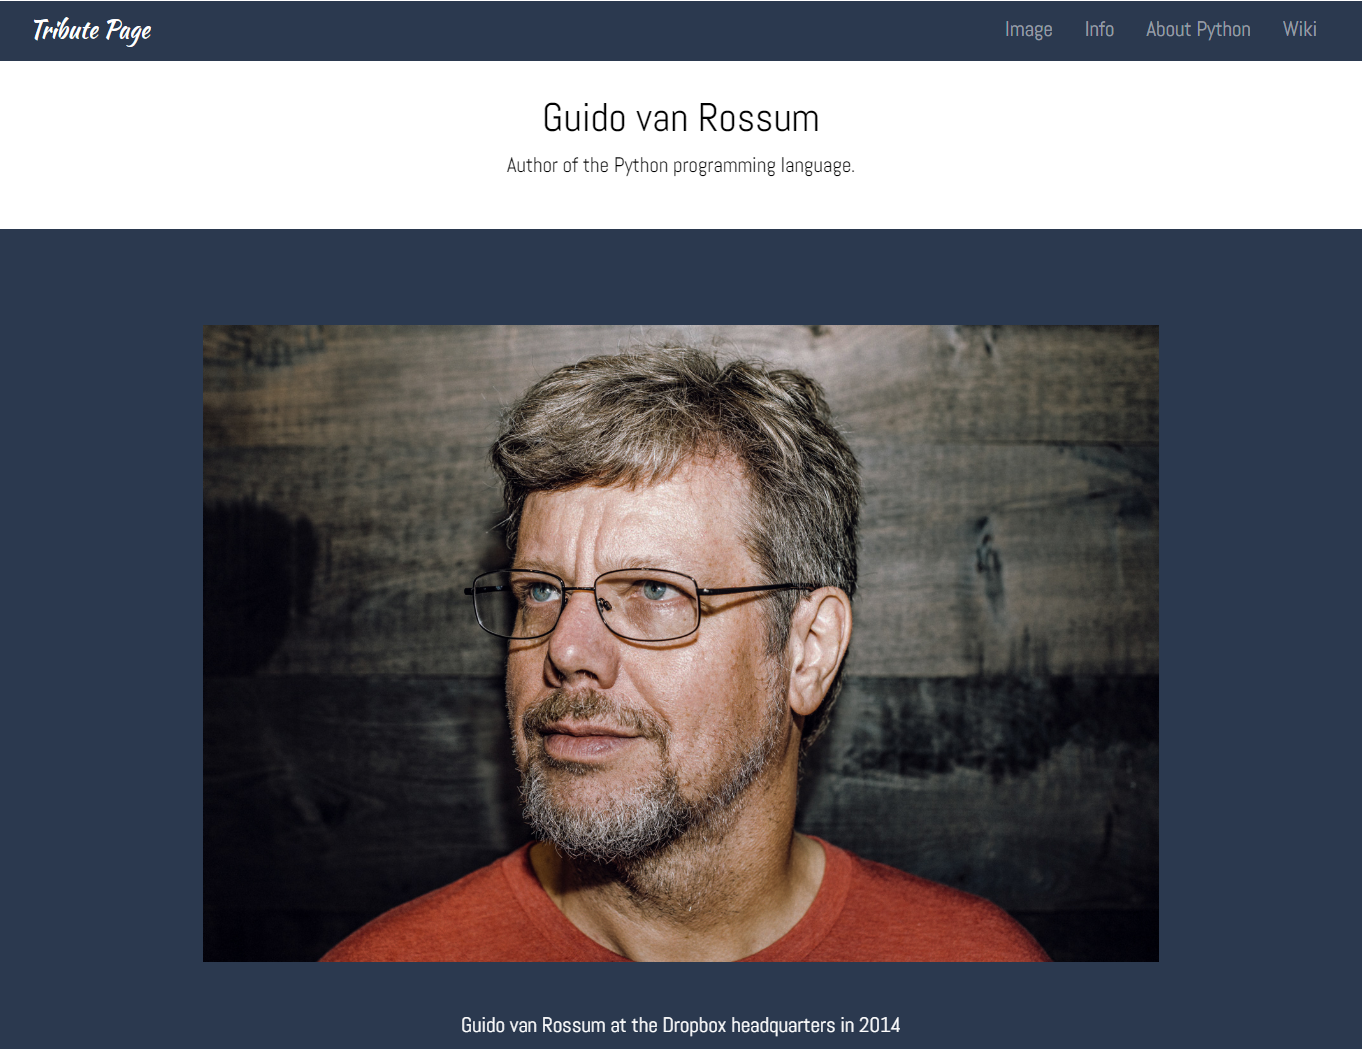 Tribute Page
Image Info About Python Wiki
Guido van Rossum
Author of the Python programming language.
Guido van Rossum at the Dropbox headquarters in 2014